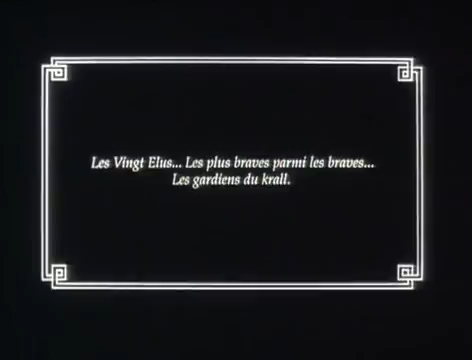 Les Vingt Elus... Les plus braves parmi les braves...
Les gardiens du krall.